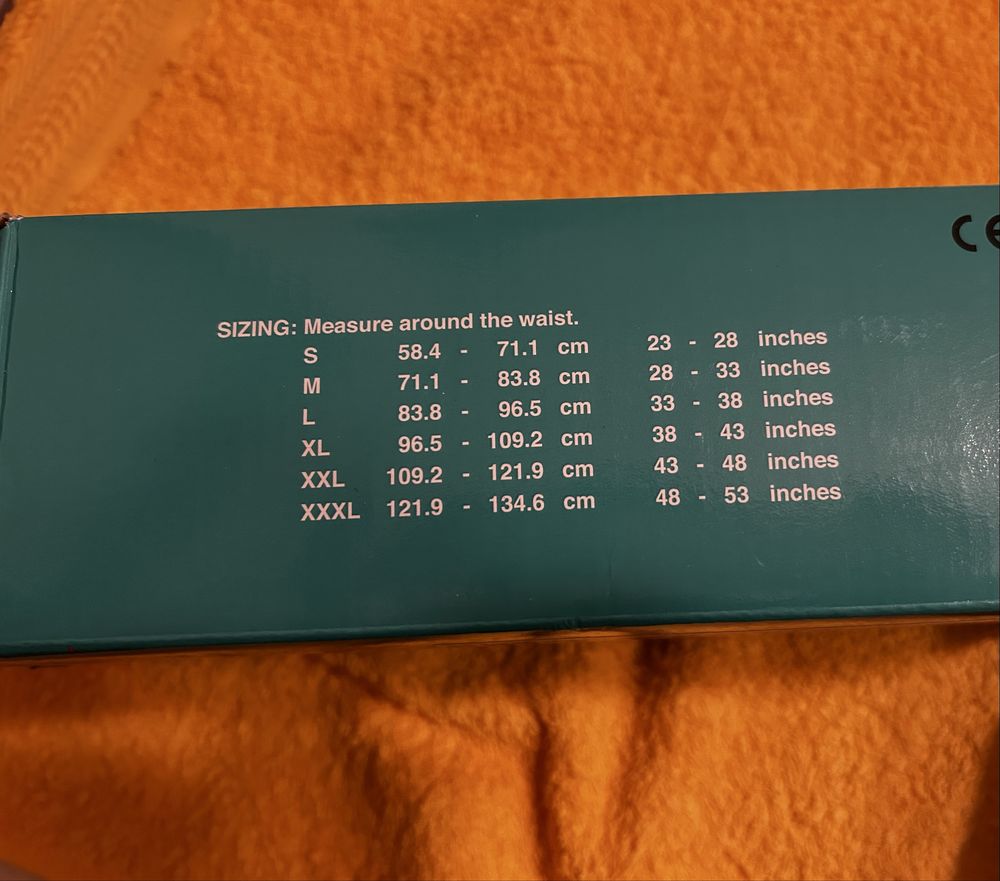 CE
SIZING: Measure around the waist.
S 58.4 - 71.1 cm 23 - 28 inches
M 71.1 - 83.8 cm 28 - 33 inches
L 83.8 - 96.5 cm 33 - 38 inches
XL 96.5 - 109.2 cm 38 - 43 inches
XXL 109.2 - 121.9 cm 43 - 48 inches
XXXL 121.9 - 134.6 cm 48 - 53 inches